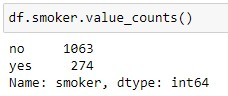 df.smoker.value_counts()
no 1063
yes 274
Name: smoker, dtype: int64